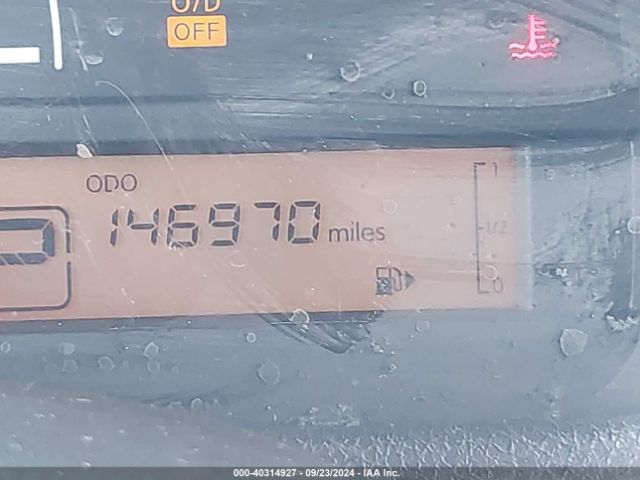 O/D
OFF
ODO
146970 miles
1
1/2
0
000-40314927 - 09/23/2024 - IAA Inc.